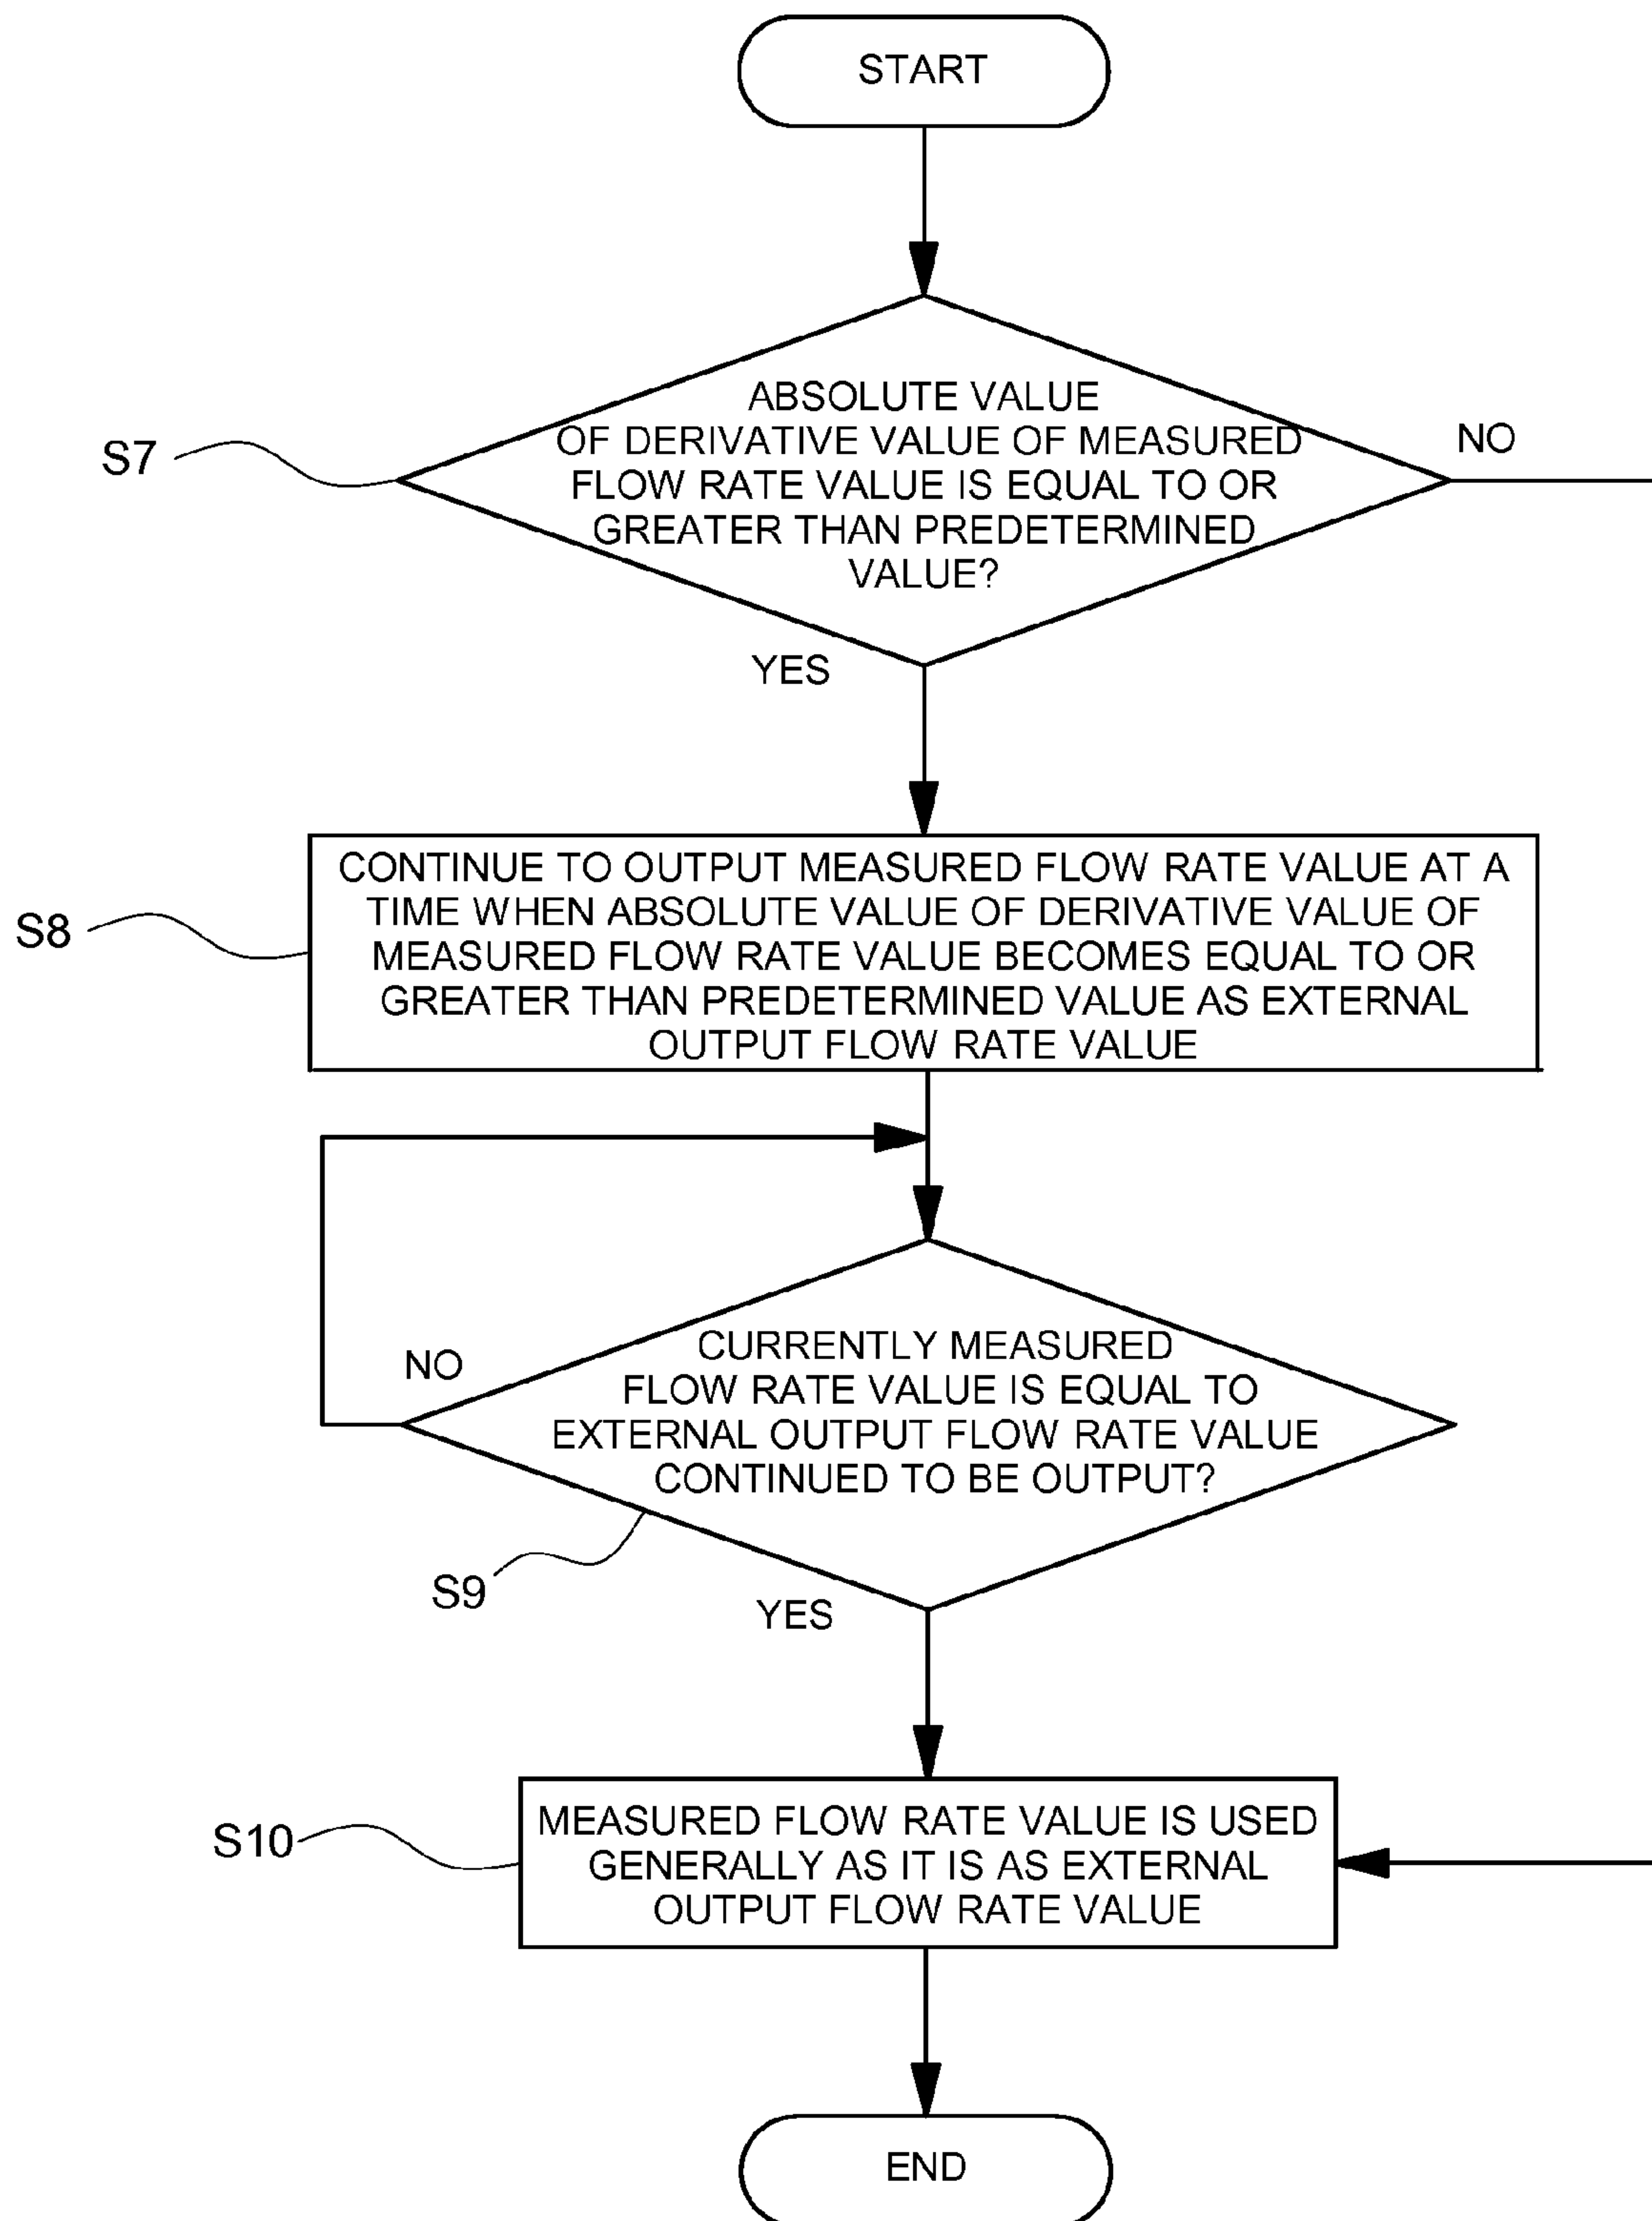 START
ABSOLUTE VALUE
OF DERIVATIVE VALUE OF MEASURED
FLOW RATE VALUE IS EQUAL TO OR
GREATER THAN PREDETERMINED
VALUE?
S7
NO
YES
CONTINUE TO OUTPUT MEASURED FLOW RATE VALUE AT A
TIME WHEN ABSOLUTE VALUE OF DERIVATIVE VALUE OF
MEASURED FLOW RATE VALUE BECOMES EQUAL TO OR
GREATER THAN PREDETERMINED VALUE AS EXTERNAL
OUTPUT FLOW RATE VALUE
S8
NO
CURRENTLY MEASURED
FLOW RATE VALUE IS EQUAL TO
EXTERNAL OUTPUT FLOW RATE VALUE
CONTINUED TO BE OUTPUT?
S9
YES
MEASURED FLOW RATE VALUE IS USED
GENERALLY AS IT IS AS EXTERNAL
OUTPUT FLOW RATE VALUE
S10
END